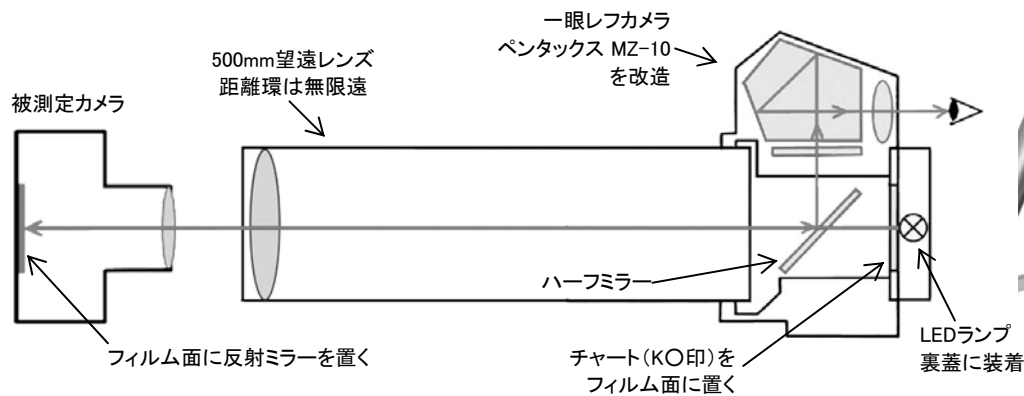 一眼レフカメラ
ペンタックス MZ-10
を改造
500mm望遠レンズ
距離環は無限遠
被測定カメラ
ハーフミラー
フィルム面に反射ミラーを置く
チャート（K〇印）を
フィルム面に置く
LEDランプ
裏蓋に装着